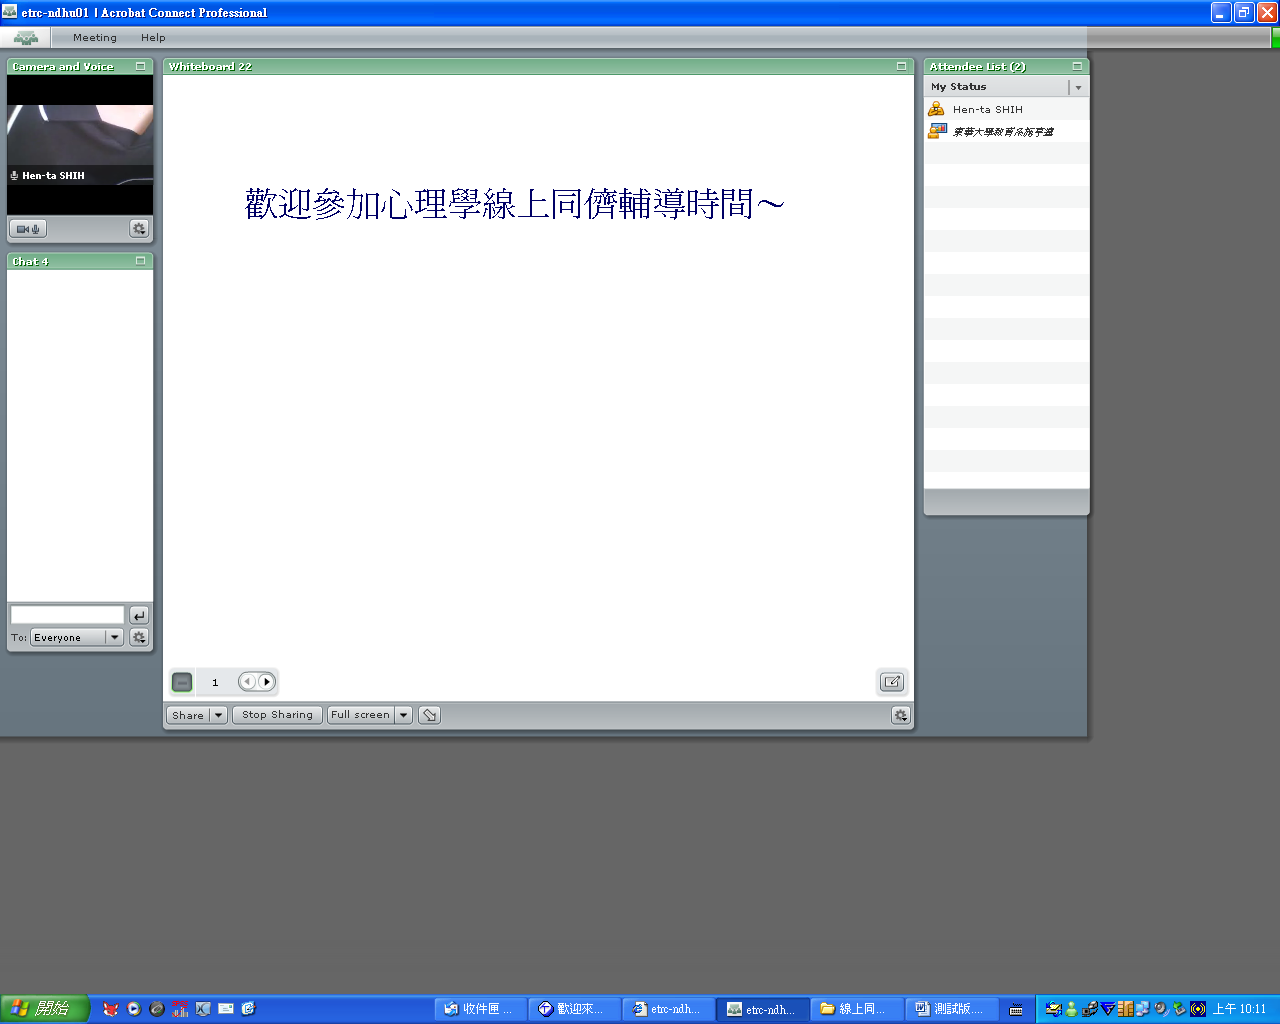 etrc-ndhu01 | Acrobat Connect Professional
Meeting Help
Camera and Voice
Hen-ta SHIH
Chat 4
To: Everyone
Whiteboard 22
歡迎參加心理學線上同儕輔導時間～
1
Share Stop Sharing Full screen
Attendee List (2)
My Status
Hen-ta SHIH
開始 收件匣 ... 歡迎來... etrc-ndh... etrc-ndh... 線上同... 測試版.... 上午 10:11